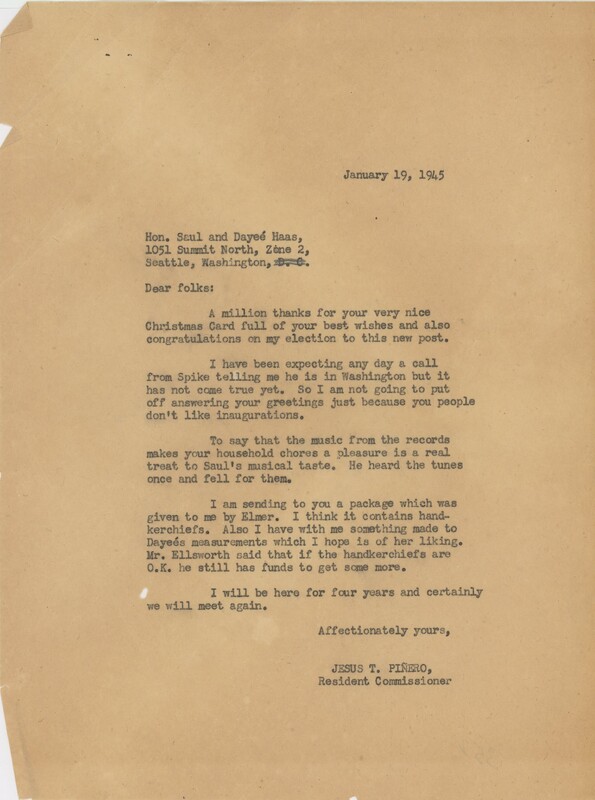 January 19, 1945
Hon. Saul and Dayeé Haas,
1051 Summit North, Zone 2,
Seattle, Washington, D. C.
Dear folks:
A million thanks for your very nice
Christmas Card full of your best wishes and also
congratulations on my election to this new post.
I have been expecting any day a call
from Spike telling me he is in Washington but it
has not come true yet. So I am not going to put
off answering your greetings just because you people
don't like inaugurations.
To say that the music from the records
makes your household chores a pleasure is a real
treat to Saul's musical taste. He heard the tunes
once and fell for them.
I am sending to you a package which was
given to me by Elmer. I think it contains hand-
kerchiefs. Also I have with me something made to
Dayeés measurements which I hope is of her liking.
Mr. Ellsworth said that if the handkerchiefs are
O.K. he still has funds to get some more.
I will be here for four years and certainly
we will meet again.
Affectionately yours,
JESUS T. PIÑERO,
Resident Commissioner